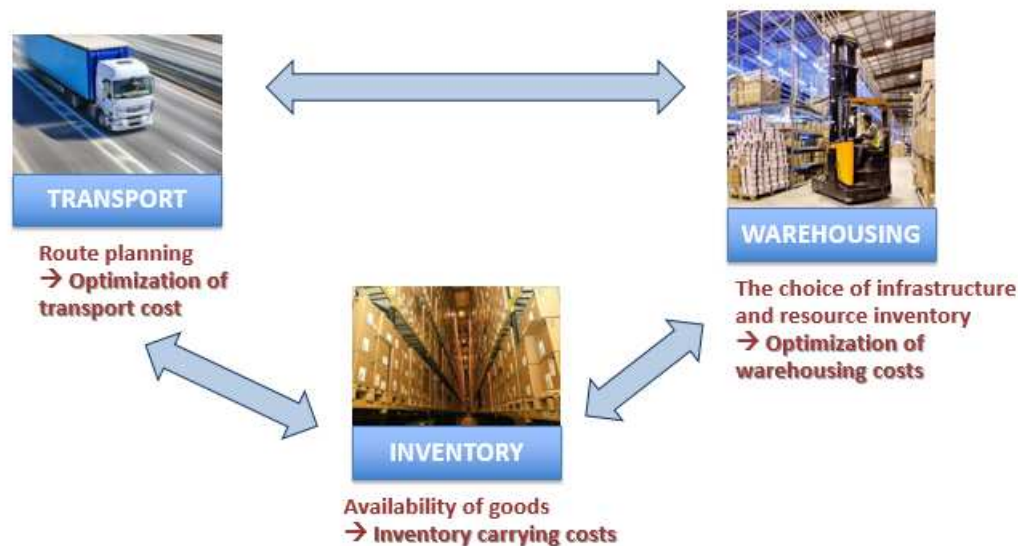 TRANSPORT
Route planning
→ Optimization of
transport cost
WAREHOUSING
The choice of infrastructure
and resource inventory
→ Optimization of
warehousing costs
INVENTORY
Availability of goods
→ Inventory carrying costs